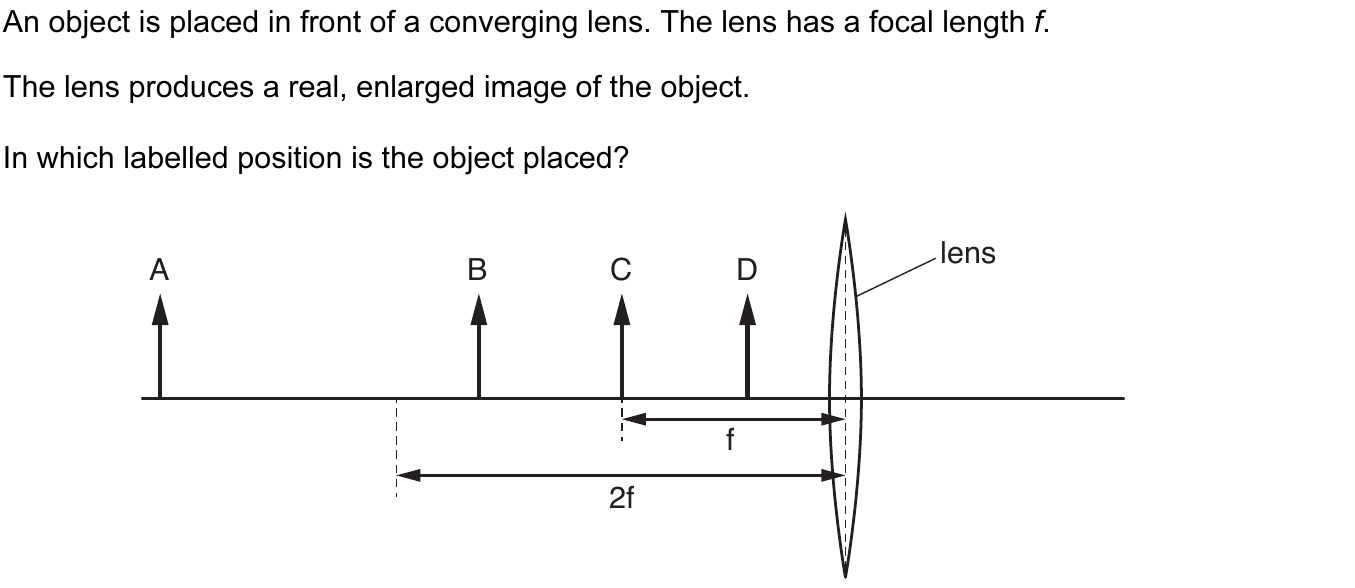 An object is placed in front of a converging lens. The lens has a focal length f.
The lens produces a real, enlarged image of the object.
In which labelled position is the object placed?
A
B
C
D
lens
f
2f